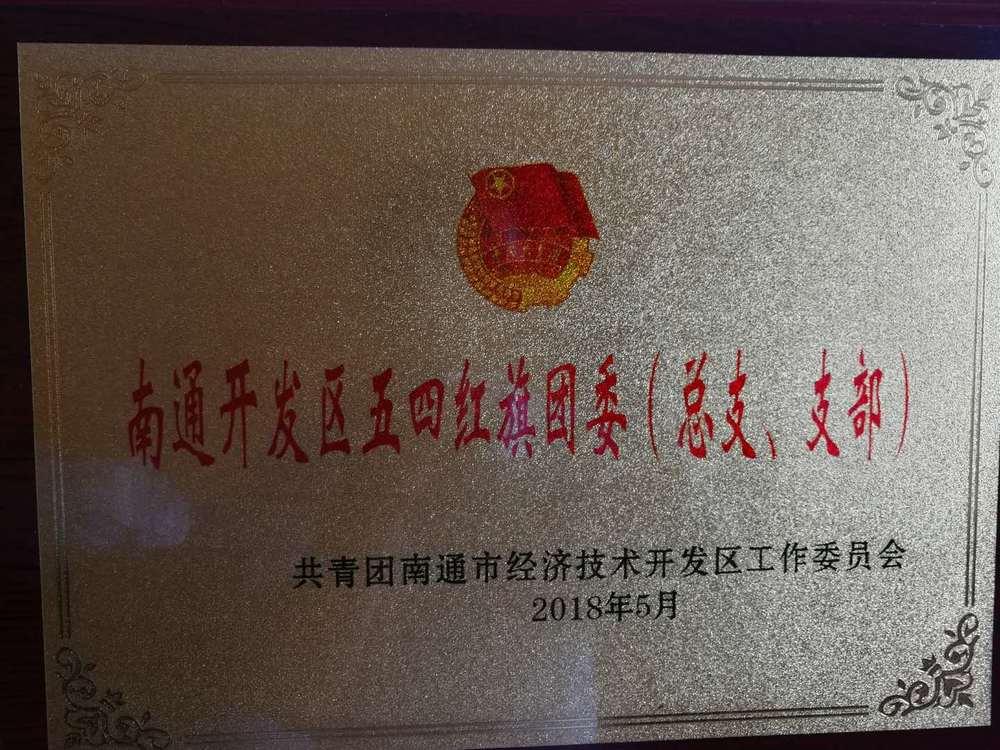 南通开发区五四红旗团委（总支、支部）
共青团南通市经济技术开发区工作委员会
2018年5月